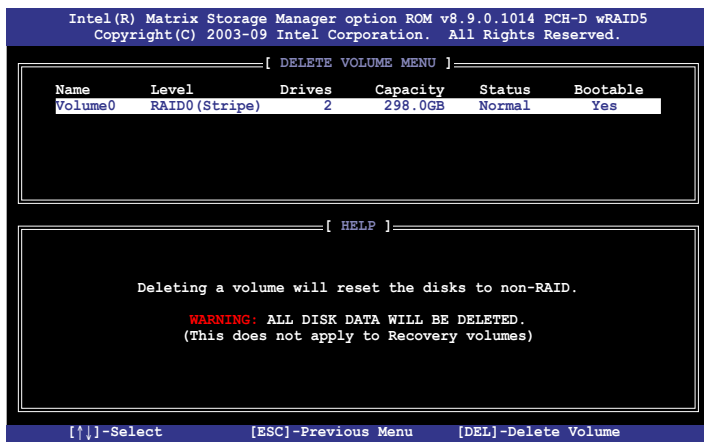 Intel(R) Matrix Storage Manager option ROM v8.9.0.1014 PCH-D wRAID5
Copyright(C) 2003-09 Intel Corporation. All Rights Reserved.
[ DELETE VOLUME MENU ]
Name Level Drives Capacity Status Bootable
Volume0 RAID0(Stripe) 2 298.0GB Normal Yes
[ HELP ]
Deleting a volume will reset the disks to non-RAID.
WARNING: ALL DISK DATA WILL BE DELETED.
(This does not apply to Recovery volumes)
[↑↓]-Select [ESC]-Previous Menu [DEL]-Delete Volume